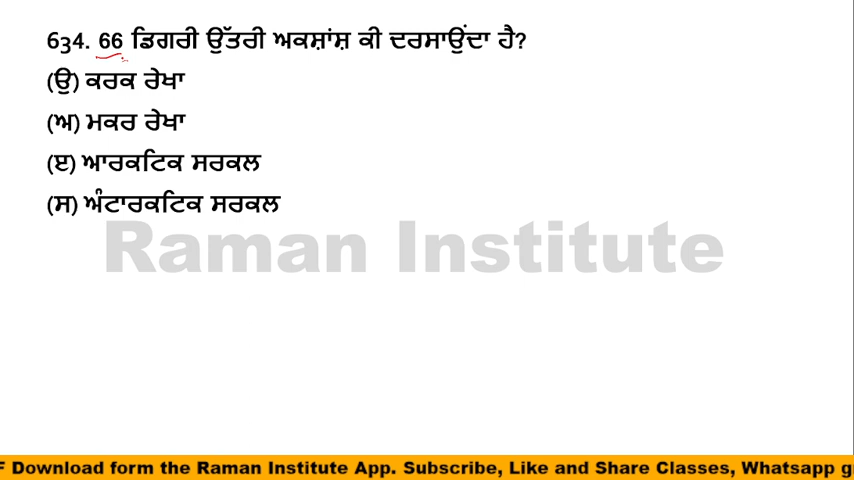 634. 66 ਡਿਗਰੀ ਉੱਤਰੀ ਅਕਸ਼ਾਂਸ਼ ਕੀ ਦਰਸਾਉਂਦਾ ਹੈ?
(ੳ) ਕਰਕ ਰੇਖਾ
(ਅ) ਮਕਰ ਰੇਖਾ
(ੲ) ਆਰਕਟਿਕ ਸਰਕਲ
(ਸ) ਅੰਟਾਰਕਟਿਕ ਸਰਕਲ
Raman Institute
F Download form the Raman Institute App. Subscribe, Like and Share Classes, Whatsapp g